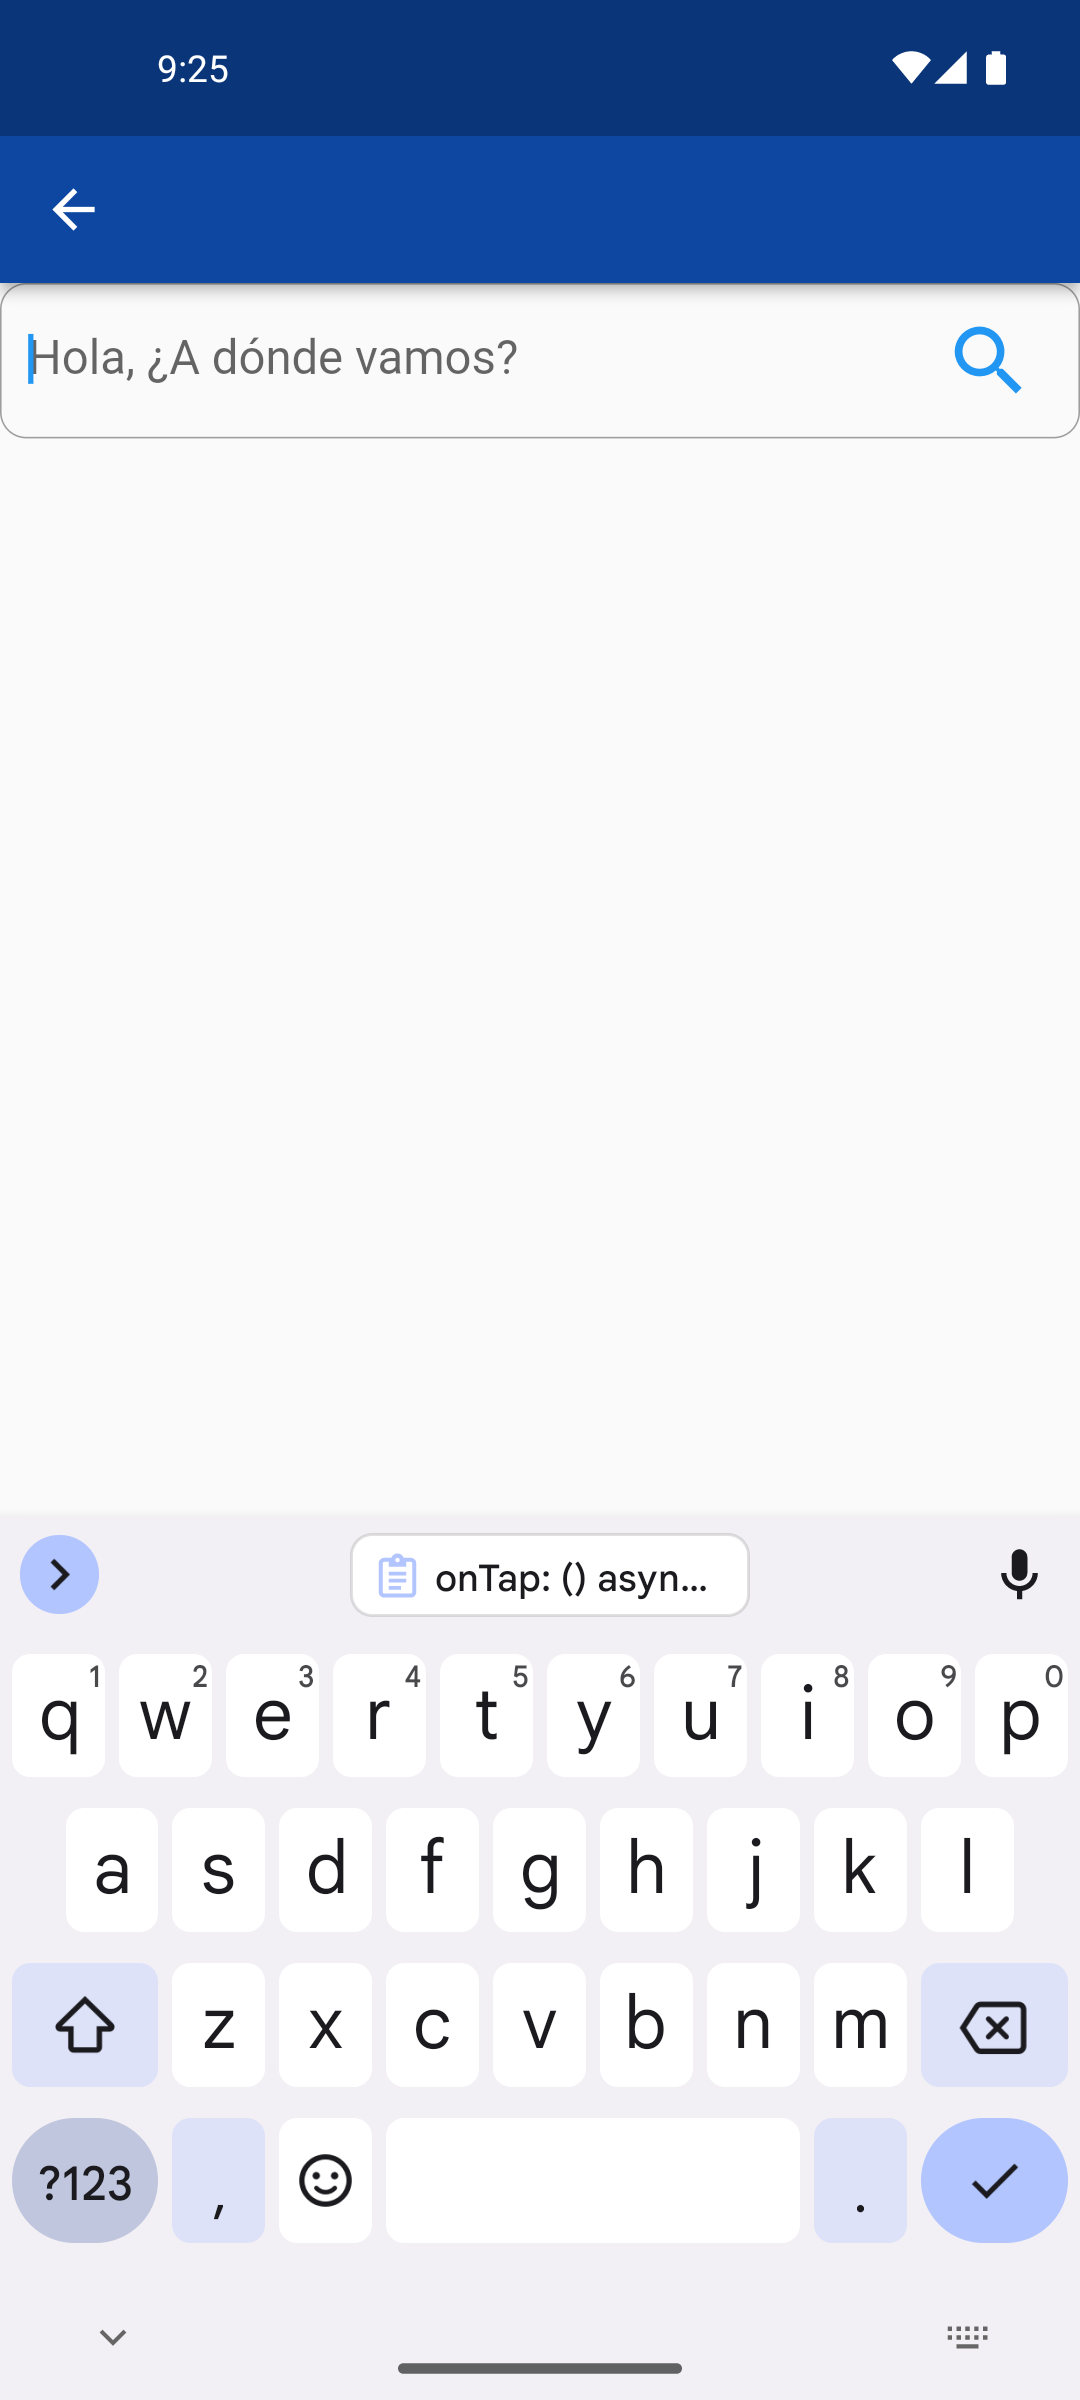 9:25
Hola, ¿A dónde vamos?
onTap: () asyn...
1 2 3 4 5 6 7 8 9 0
q w e r t y u i o p
a s d f g h j k l
z x c v b n m
?123 , .